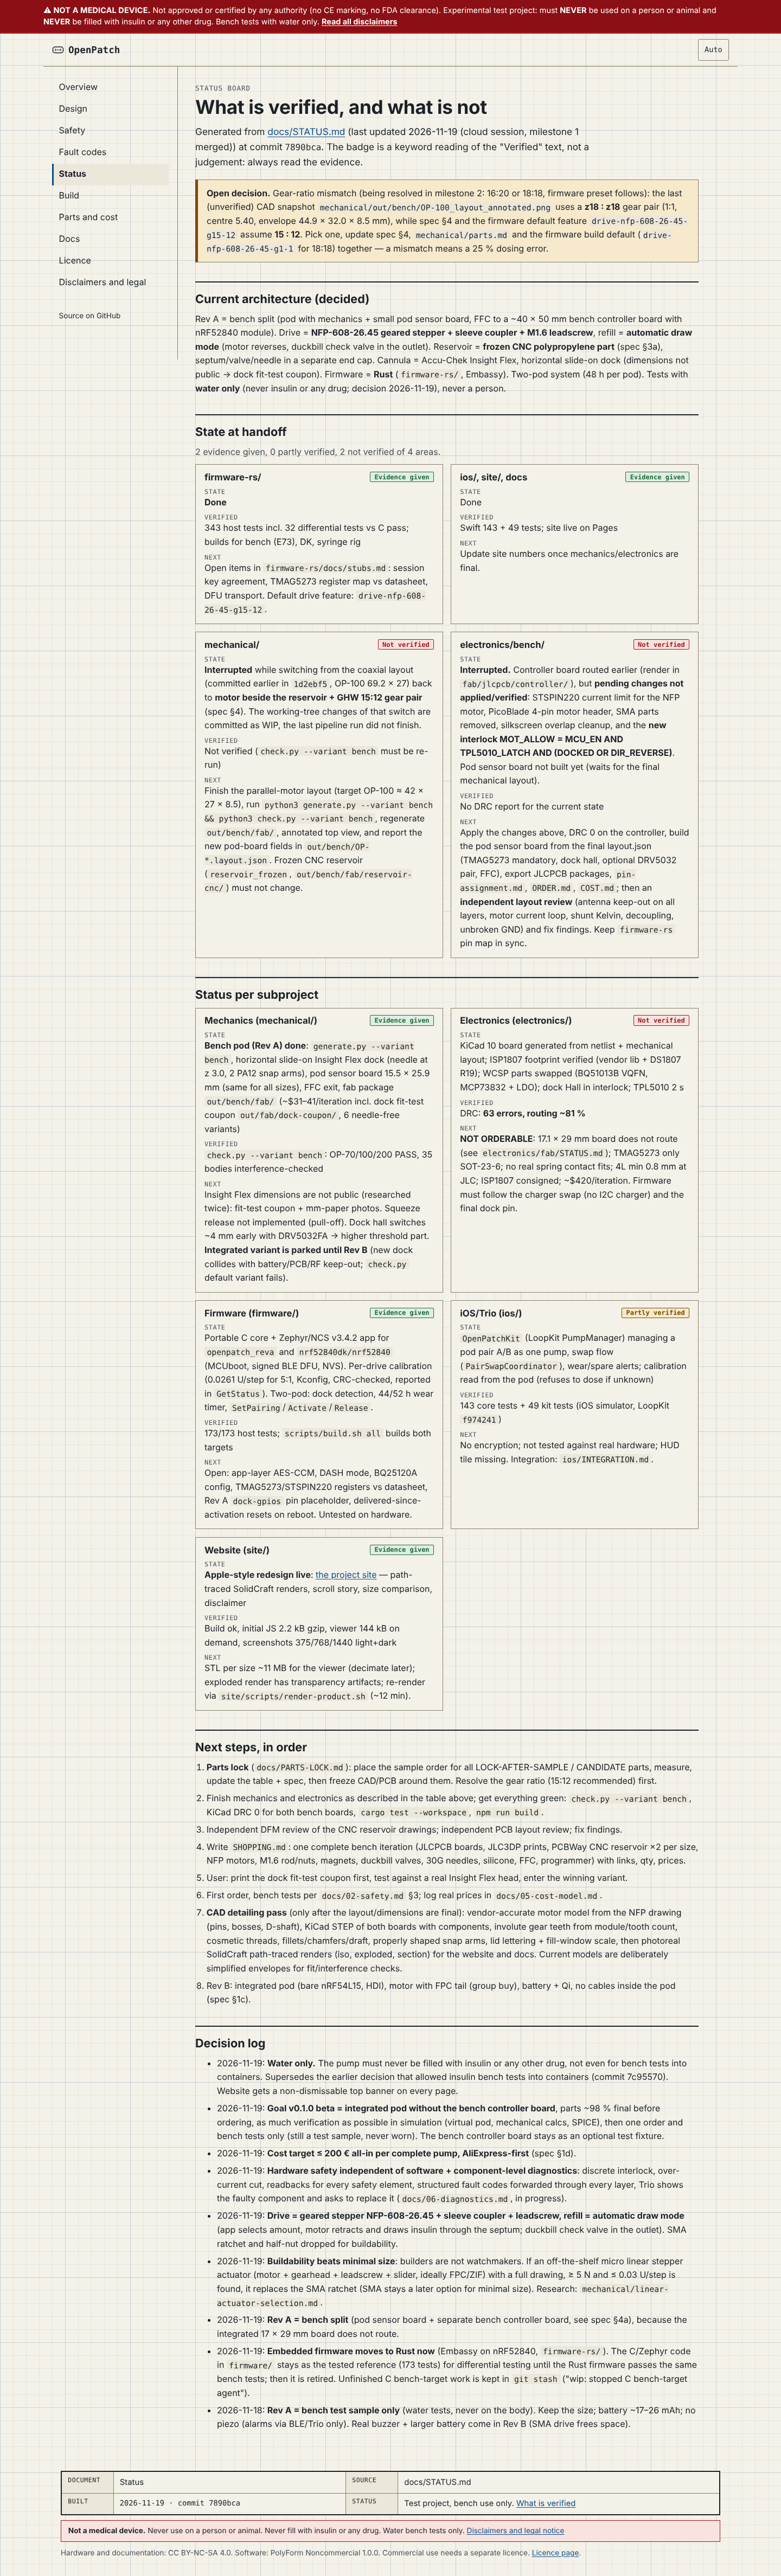 ⚠ NOT A MEDICAL DEVICE. Not approved or certified by any authority (no CE marking, no FDA clearance). Experimental test project: must NEVER be used on a person or animal and
NEVER be filled with insulin or any other drug. Bench tests with water only. Read all disclaimers
OpenPatch
Auto
Overview
Design
Safety
Fault codes
Status
Build
Parts and cost
Docs
Licence
Disclaimers and legal
Source on GitHub
STATUS BOARD
What is verified, and what is not
Generated from docs/STATUS.md (last updated 2026-11-19 (cloud session, milestone 1
merged)) at commit 7890bca. The badge is a keyword reading of the "Verified" text, not a
judgement: always read the evidence.
Open decision. Gear-ratio mismatch (being resolved in milestone 2: 16:20 or 18:18, firmware preset follows): the last
(unverified) CAD snapshot mechanical/out/bench/OP-100_layout_annotated.png uses a z18 : z18 gear pair (1:1,
centre 5.40, envelope 44.9 × 32.0 × 8.5 mm), while spec §4 and the firmware default feature drive-nfp-608-26-45-
g15-12 assume 15 : 12. Pick one, update spec §4, mechanical/parts.md and the firmware build default (drive-
nfp-608-26-45-g1-1 for 18:18) together — a mismatch means a 25 % dosing error.
Current architecture (decided)
Rev A = bench split (pod with mechanics + small pod sensor board, FFC to a ~40 × 50 mm bench controller board with
nRF52840 module). Drive = NFP-608-26.45 geared stepper + sleeve coupler + M1.6 leadscrew, refill = automatic draw
mode (motor reverses, duckbill check valve in the outlet). Reservoir = frozen CNC polypropylene part (spec §3a),
septum/valve/needle in a separate end cap. Cannula = Accu-Chek Insight Flex, horizontal slide-on dock (dimensions not
public → dock fit-test coupon). Firmware = Rust (firmware-rs/, Embassy). Two-pod system (48 h per pod). Tests with
water only (never insulin or any drug; decision 2026-11-19), never a person.
State at handoff
2 evidence given, 0 partly verified, 2 not verified of 4 areas.
firmware-rs/
Evidence given
STATE
Done
VERIFIED
343 host tests incl. 32 differential tests vs C pass;
builds for bench (E73), DK, syringe rig
NEXT
Open items in firmware-rs/docs/stubs.md: session
key agreement, TMAG5273 register map vs datasheet,
DFU transport. Default drive feature: drive-nfp-608-
26-45-g15-12.
ios/, site/, docs
Evidence given
STATE
Done
VERIFIED
Swift 143 + 49 tests; site live on Pages
NEXT
Update site numbers once mechanics/electronics are
final.
mechanical/
Not verified
STATE
Interrupted while switching from the coaxial layout
(committed earlier in 1d2ebf5, OP-100 69.2 × 27) back
to motor beside the reservoir + GHW 15:12 gear pair
(spec §4). The working-tree changes of that switch are
committed as WIP, the last pipeline run did not finish.
VERIFIED
Not verified (check.py --variant bench must be re-
run)
NEXT
Finish the parallel-motor layout (target OP-100 ≈ 42 ×
27 × 8.5), run python3 generate.py --variant bench
&& python3 check.py --variant bench, regenerate
out/bench/fab/, annotated top view, and report the
new pod-board fields in out/bench/OP-
*.layout.json. Frozen CNC reservoir
(reservoir_frozen, out/bench/fab/reservoir-
cnc/) must not change.
electronics/bench/
Not verified
STATE
Interrupted. Controller board routed earlier (render in
fab/jlcpcb/controller/), but pending changes not
applied/verified: STSPIN220 current limit for the NFP
motor, PicoBlade 4-pin motor header, SMA parts
removed, silkscreen overlap cleanup, and the new
interlock MOT_ALLOW = MCU_EN AND
TPL5010_LATCH AND (DOCKED OR DIR_REVERSE).
Pod sensor board not built yet (waits for the final
mechanical layout).
VERIFIED
No DRC report for the current state
NEXT
Apply the changes above, DRC 0 on the controller, build
the pod sensor board from the final layout.json
(TMAG5273 mandatory, dock hall, optional DRV5032
pair, FFC), export JLCPCB packages, pin-
assignment.md, ORDER.md, COST.md; then an
independent layout review (antenna keep-out on all
layers, motor current loop, shunt Kelvin, decoupling,
unbroken GND) and fix findings. Keep firmware-rs
pin map in sync.
Status per subproject
Mechanics (mechanical/)
Evidence given
STATE
Bench pod (Rev A) done: generate.py --variant
bench, horizontal slide-on Insight Flex dock (needle at
z 3.0, 2 PA12 snap arms), pod sensor board 15.5 × 25.9
mm (same for all sizes), FFC exit, fab package
out/bench/fab/ (~$31–41/iteration incl. dock fit-test
coupon out/fab/dock-coupon/, 6 needle-free
variants)
VERIFIED
check.py --variant bench: OP-70/100/200 PASS, 35
bodies interference-checked
NEXT
Insight Flex dimensions are not public (researched
twice): fit-test coupon + mm-paper photos. Squeeze
release not implemented (pull-off). Dock hall switches
~4 mm early with DRV5032FA → higher threshold part.
Integrated variant is parked until Rev B (new dock
collides with battery/PCB/RF keep-out; check.py
default variant fails).
Electronics (electronics/)
Not verified
STATE
KiCad 10 board generated from netlist + mechanical
layout; ISP1807 footprint verified (vendor lib + DS1807
R19); WCSP parts swapped (BQ51013B VQFN,
MCP73832 + LDO); dock Hall in interlock; TPL5010 2 s
VERIFIED
DRC: 63 errors, routing ~81 %
NEXT
NOT ORDERABLE: 17.1 × 29 mm board does not route
(see electronics/fab/STATUS.md); TMAG5273 only
SOT-23-6; no real spring contact fits; 4L min 0.8 mm at
JLC; ISP1807 consigned; ~$420/iteration. Firmware
must follow the charger swap (no I2C charger) and the
final dock pin.
Firmware (firmware/)
Evidence given
STATE
Portable C core + Zephyr/NCS v3.4.2 app for
openpatch_reva and nrf52840dk/nrf52840
(MCUboot, signed BLE DFU, NVS). Per-drive calibration
(0.0261 U/step for 5:1, Kconfig, CRC-checked, reported
in GetStatus). Two-pod: dock detection, 44/52 h wear
timer, SetPairing/Activate/Release.
VERIFIED
173/173 host tests; scripts/build.sh all builds both
targets
NEXT
Open: app-layer AES-CCM, DASH mode, BQ25120A
config, TMAG5273/STSPIN220 registers vs datasheet,
Rev A dock-gpios pin placeholder, delivered-since-
activation resets on reboot. Untested on hardware.
iOS/Trio (ios/)
Partly verified
STATE
OpenPatchKit (LoopKit PumpManager) managing a
pod pair A/B as one pump, swap flow
(PairSwapCoordinator), wear/spare alerts; calibration
read from the pod (refuses to dose if unknown)
VERIFIED
143 core tests + 49 kit tests (iOS simulator, LoopKit
f974241)
NEXT
No encryption; not tested against real hardware; HUD
tile missing. Integration: ios/INTEGRATION.md.
Website (site/)
Evidence given
STATE
Apple-style redesign live: the project site — path-
traced SolidCraft renders, scroll story, size comparison,
disclaimer
VERIFIED
Build ok, initial JS 2.2 kB gzip, viewer 144 kB on
demand, screenshots 375/768/1440 light+dark
NEXT
STL per size ~11 MB for the viewer (decimate later);
exploded render has transparency artifacts; re-render
via site/scripts/render-product.sh (~12 min).
Next steps, in order
1. Parts lock (docs/PARTS-LOCK.md): place the sample order for all LOCK-AFTER-SAMPLE / CANDIDATE parts, measure,
update the table + spec, then freeze CAD/PCB around them. Resolve the gear ratio (15:12 recommended) first.
2. Finish mechanics and electronics as described in the table above; get everything green: check.py --variant bench,
KiCad DRC 0 for both bench boards, cargo test --workspace, npm run build.
3. Independent DFM review of the CNC reservoir drawings; independent PCB layout review; fix findings.
4. Write SHOPPING.md: one complete bench iteration (JLCPCB boards, JLC3DP prints, PCBWay CNC reservoir ×2 per size,
NFP motors, M1.6 rod/nuts, magnets, duckbill valves, 30G needles, silicone, FFC, programmer) with links, qty, prices.
5. User: print the dock fit-test coupon first, test against a real Insight Flex head, enter the winning variant.
6. First order, bench tests per docs/02-safety.md §3; log real prices in docs/05-cost-model.md.
7. CAD detailing pass (only after the layout/dimensions are final): vendor-accurate motor model from the NFP drawing
(pins, bosses, D-shaft), KiCad STEP of both boards with components, involute gear teeth from module/tooth count,
cosmetic threads, fillets/chamfers/draft, properly shaped snap arms, lid lettering + fill-window scale, then photoreal
SolidCraft path-traced renders (iso, exploded, section) for the website and docs. Current models are deliberately
simplified envelopes for fit/interference checks.
8. Rev B: integrated pod (bare nRF54L15, HDI), motor with FPC tail (group buy), battery + Qi, no cables inside the pod
(spec §1c).
Decision log
• 2026-11-19: Water only. The pump must never be filled with insulin or any other drug, not even for bench tests into
containers. Supersedes the earlier decision that allowed insulin bench tests into containers (commit 7c95570).
Website gets a non-dismissable top banner on every page.
• 2026-11-19: Goal v0.1.0 beta = integrated pod without the bench controller board, parts ~98 % final before
ordering, as much verification as possible in simulation (virtual pod, mechanical calcs, SPICE), then one order and
bench tests only (still a test sample, never worn). The bench controller board stays as an optional test fixture.
• 2026-11-19: Cost target ≤ 200 € all-in per complete pump, AliExpress-first (spec §1d).
• 2026-11-19: Hardware safety independent of software + component-level diagnostics: discrete interlock, over-
current cut, readbacks for every safety element, structured fault codes forwarded through every layer, Trio shows
the faulty component and asks to replace it (docs/06-diagnostics.md, in progress).
• 2026-11-19: Drive = geared stepper NFP-608-26.45 + sleeve coupler + leadscrew, refill = automatic draw mode
(app selects amount, motor retracts and draws insulin through the septum; duckbill check valve in the outlet). SMA
ratchet and half-nut dropped for buildability.
• 2026-11-19: Buildability beats minimal size: builders are not watchmakers. If an off-the-shelf micro linear stepper
actuator (motor + gearhead + leadscrew + slider, ideally FPC/ZIF) with a full drawing, ≥ 5 N and ≤ 0.03 U/step is
found, it replaces the SMA ratchet (SMA stays a later option for minimal size). Research: mechanical/linear-
actuator-selection.md.
• 2026-11-19: Rev A = bench split (pod sensor board + separate bench controller board, see spec §4a), because the
integrated 17 × 29 mm board does not route.
• 2026-11-19: Embedded firmware moves to Rust now (Embassy on nRF52840, firmware-rs/). The C/Zephyr code
in firmware/ stays as the tested reference (173 tests) for differential testing until the Rust firmware passes the same
bench tests; then it is retired. Unfinished C bench-target work is kept in git stash ("wip: stopped C bench-target
agent").
• 2026-11-18: Rev A = bench test sample only (water tests, never on the body). Keep the size; battery ~17–26 mAh; no
piezo (alarms via BLE/Trio only). Real buzzer + larger battery come in Rev B (SMA drive frees space).
DOCUMENT
Status
SOURCE
docs/STATUS.md
BUILT
2026-11-19 · commit 7890bca
STATUS
Test project, bench use only. What is verified
Not a medical device. Never use on a person or animal. Never fill with insulin or any drug. Water bench tests only. Disclaimers and legal notice
Hardware and documentation: CC BY-NC-SA 4.0. Software: PolyForm Noncommercial 1.0.0. Commercial use needs a separate licence. Licence page.